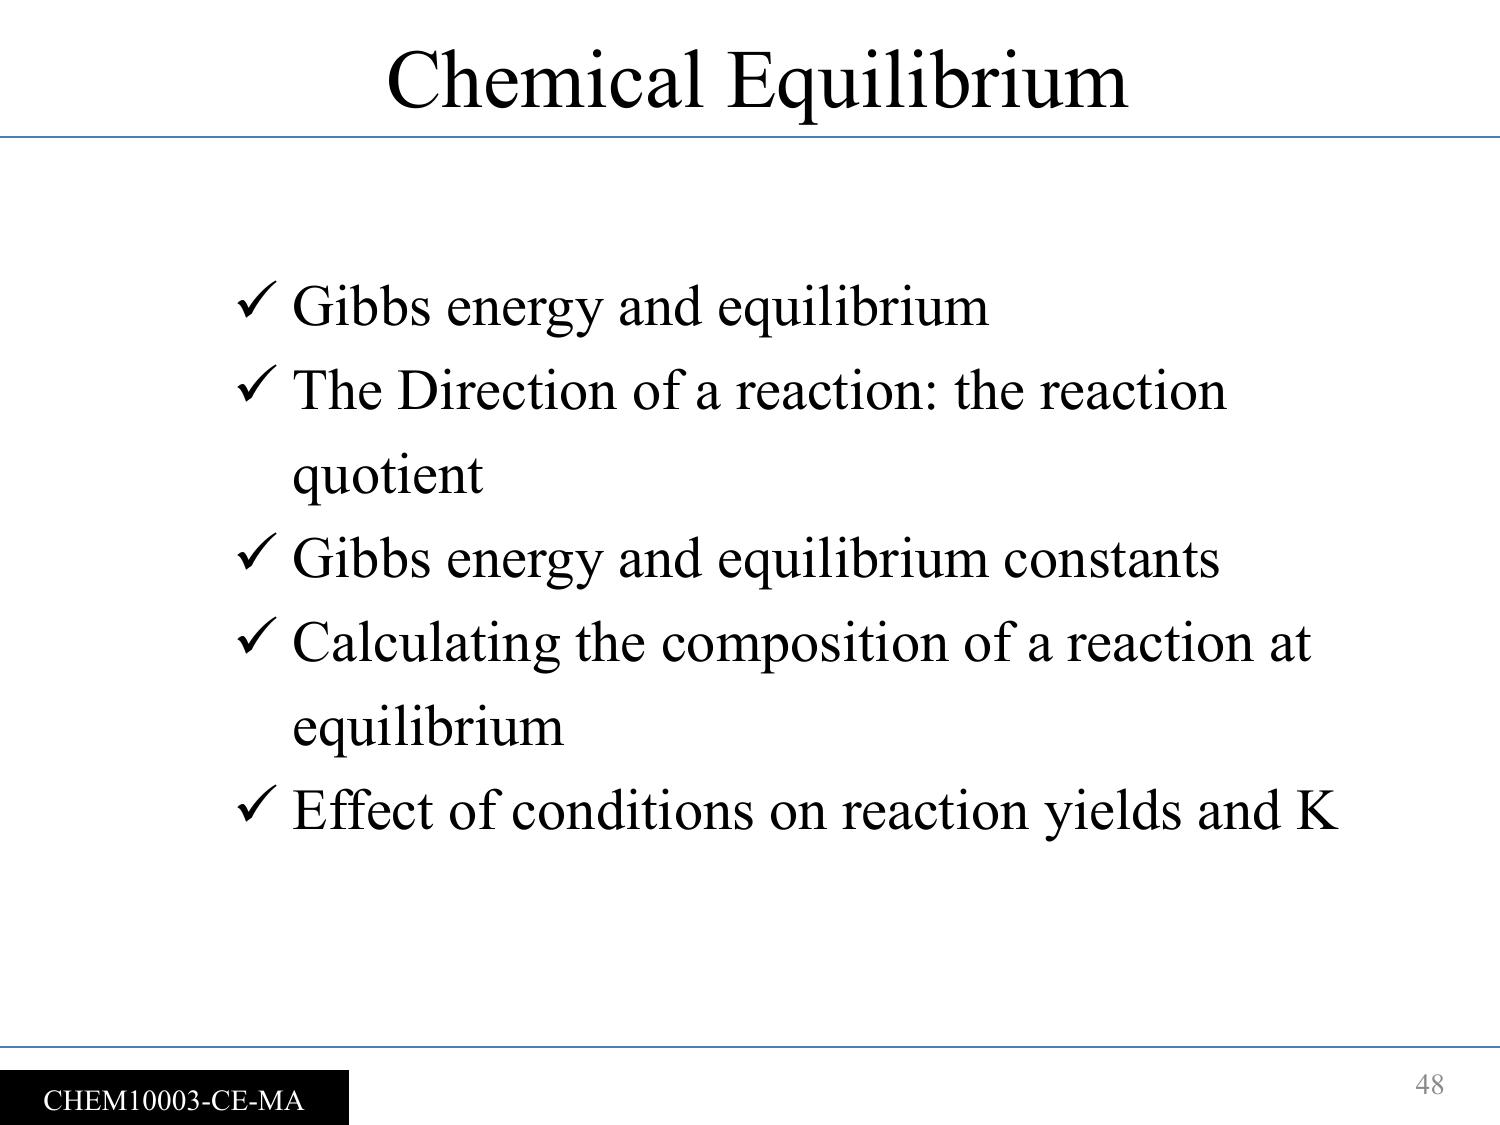 Chemical Equilibrium
✓ Gibbs energy and equilibrium
✓ The Direction of a reaction: the reaction
quotient
✓ Gibbs energy and equilibrium constants
✓ Calculating the composition of a reaction at
equilibrium
✓ Effect of conditions on reaction yields and K
CHEM10003-CE-MA
48